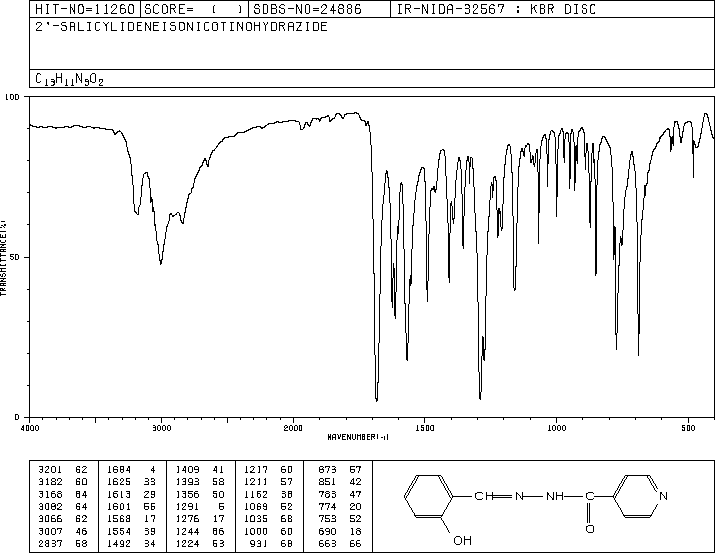 HIT-NO=11260 SCORE= ( ) SDBS-NO=24886 IR-NIDA-32567 : KBR DISC
2'-SALICYLIDENEISONICOTINOHYDRAZIDE
C13H11N3O2
100
TRANSMITTANCE(%)
50
0
4000 3000 2000 1500 1000 500
WAVENUMBER(-1)
3201 62 1684 4 1409 41 1217 60 873 57
3182 60 1625 33 1393 58 1211 57 851 42
3168 64 1613 29 1356 50 1162 38 783 47
3082 64 1601 56 1291 5 1069 52 774 20
3066 62 1568 17 1276 17 1035 68 753 52
3007 46 1554 39 1244 66 1000 60 690 18
2837 58 1492 34 1224 53 931 68 663 66
CH N NH C N
O
OH